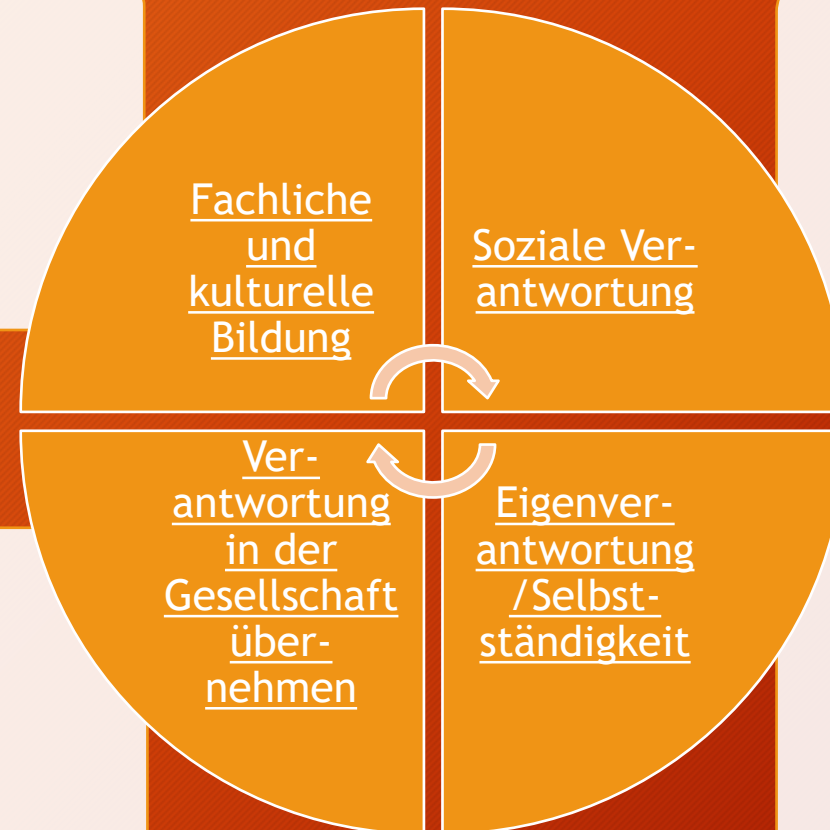 Fachliche
und
kulturelle
Bildung
Soziale Ver-
antwortung
Ver-
antwortung
in der
Gesellschaft
über-
nehmen
Eigenver-
antwortung
/Selbst-
ständigkeit